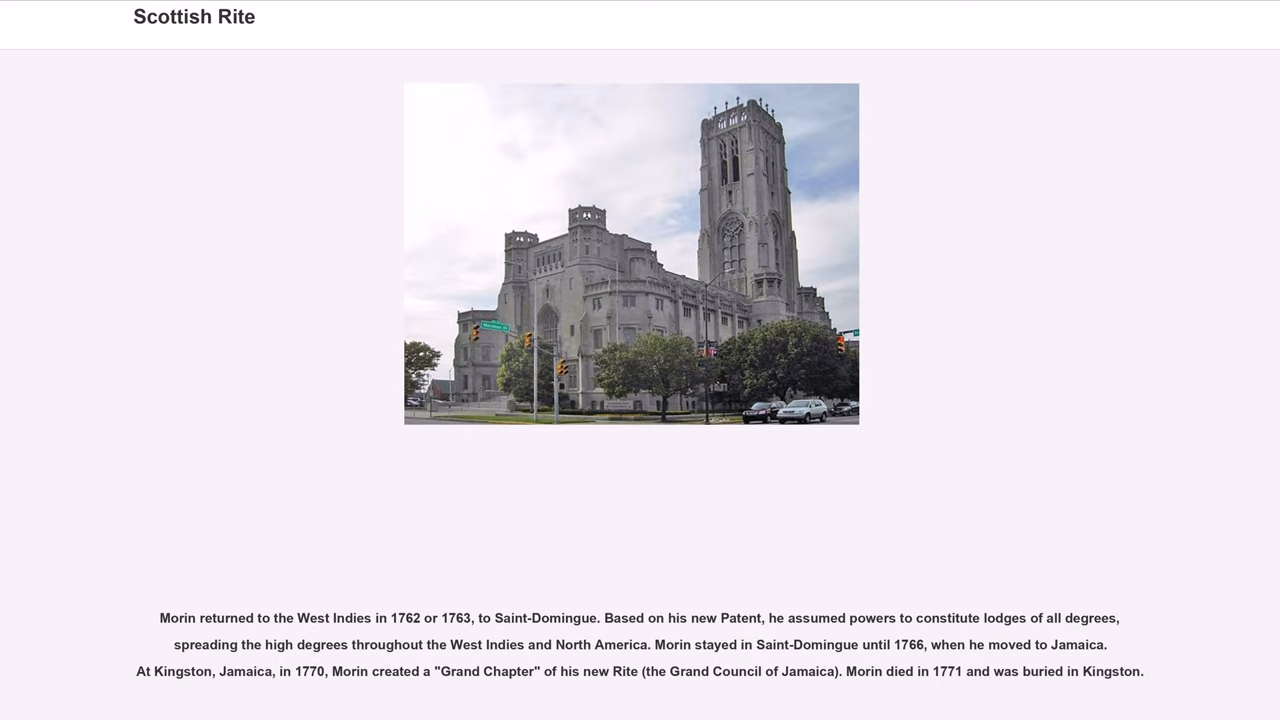 Scottish Rite
Meridian St
Morin returned to the West Indies in 1762 or 1763, to Saint-Domingue. Based on his new Patent, he assumed powers to constitute lodges of all degrees,
spreading the high degrees throughout the West Indies and North America. Morin stayed in Saint-Domingue until 1766, when he moved to Jamaica.
At Kingston, Jamaica, in 1770, Morin created a "Grand Chapter" of his new Rite (the Grand Council of Jamaica). Morin died in 1771 and was buried in Kingston.